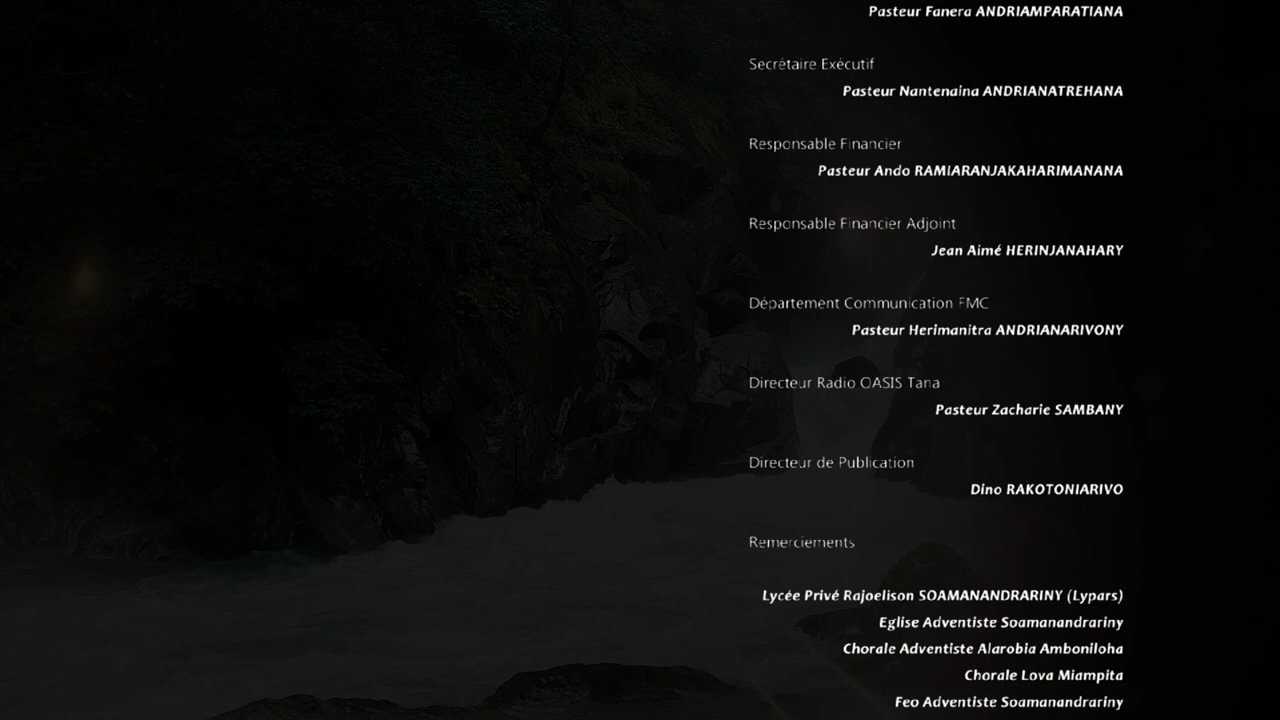 Pasteur Fanera ANDRIAMPARATIANA
Secrétaire Exécutif
Pasteur Nantenaina ANDRIANATREHANA
Responsable Financier
Pasteur Ando RAMIARANJAKAHARIMANANA
Responsable Financier Adjoint
Jean Aimé HERINJANAHARY
Département Communication FMC
Pasteur Herimanitra ANDRIANARIVONY
Directeur Radio OASIS Tana
Pasteur Zacharie SAMBANY
Directeur de Publication
Dino RAKOTONIARIVO
Remerciements
Lycée Privé Rajoelison SOAMANANDRARINY (Lypars)
Eglise Adventiste Soamanandrariny
Chorale Adventiste Alarobia Amboniloha
Chorale Lova Miampita
Feo Adventiste Soamanandrariny